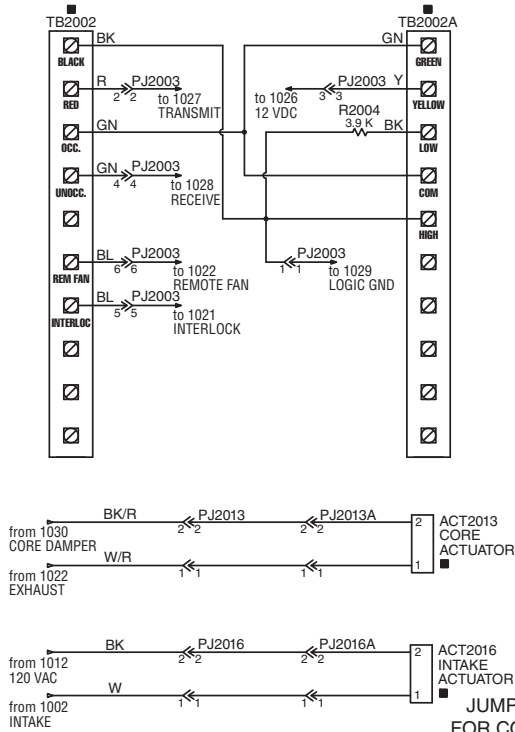 TB2002
TB2002A
BK
GN
BLACK
GREEN
R
2 2
PJ2003
to 1027
TRANSMIT
to 1026
12 VDC
3 3
PJ2003
Y
RED
YELLOW
R2004
3.9 K
GN
BK
OCC.
LOW
GN
4 4
PJ2003
to 1028
RECEIVE
UNOCC.
COM
HIGH
BL
6 6
PJ2003
to 1022
REMOTE FAN
1 1
PJ2003
to 1029
LOGIC GND
REM FAN
BL
5 5
PJ2003
to 1021
INTERLOCK
INTERLOC
from 1030
CORE DAMPER
BK/R
2 2
PJ2013
2 2
PJ2013A
2
ACT2013
CORE
ACTUATOR
from 1022
EXHAUST
W/R
1 1
1 1
1
from 1012
120 VAC
BK
2 2
PJ2016
2 2
PJ2016A
2
ACT2016
INTAKE
ACTUATOR
from 1002
INTAKE
W
1 1
1 1
1
JUMP
FOR CO